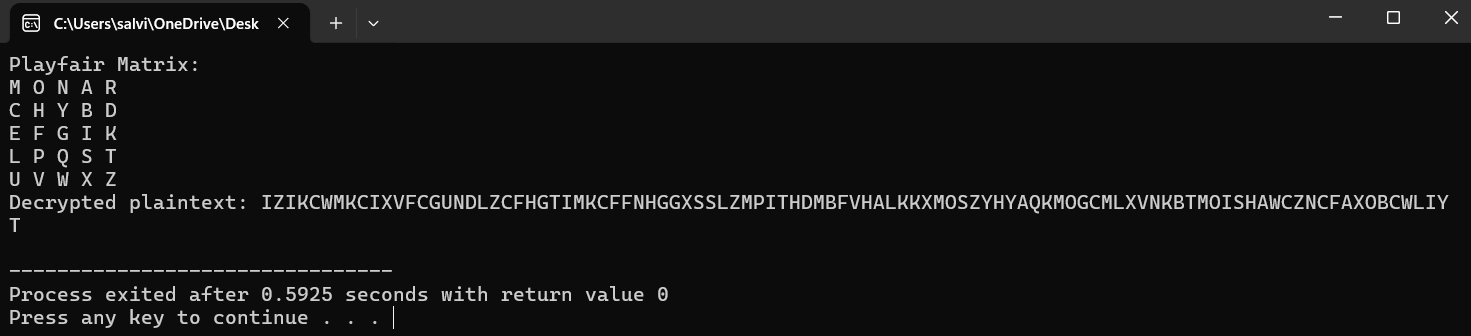 C:\Users\salvi\OneDrive\Desk
Playfair Matrix:
M O N A R
C H Y B D
E F G I K
L P Q S T
U V W X Z
Decrypted plaintext: IZIKCWMKCIXVFCGUNDLZCFHGTIMKCFFNHGGXSSLZMPITHDMBFVHALKKXMOSZYHYAQKMOGCMLXVNKBTMOISHAWCZNCFAXOBCWLIY
T
--------------------------------
Process exited after 0.5925 seconds with return value 0
Press any key to continue . . .